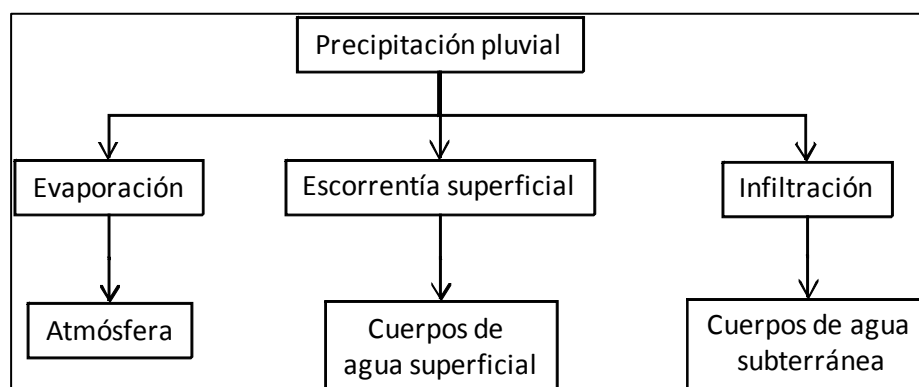 Precipitación pluvial
Evaporación
Escorrentía superficial
Infiltración
Atmósfera
Cuerpos de
agua superficial
Cuerpos de agua
subterránea